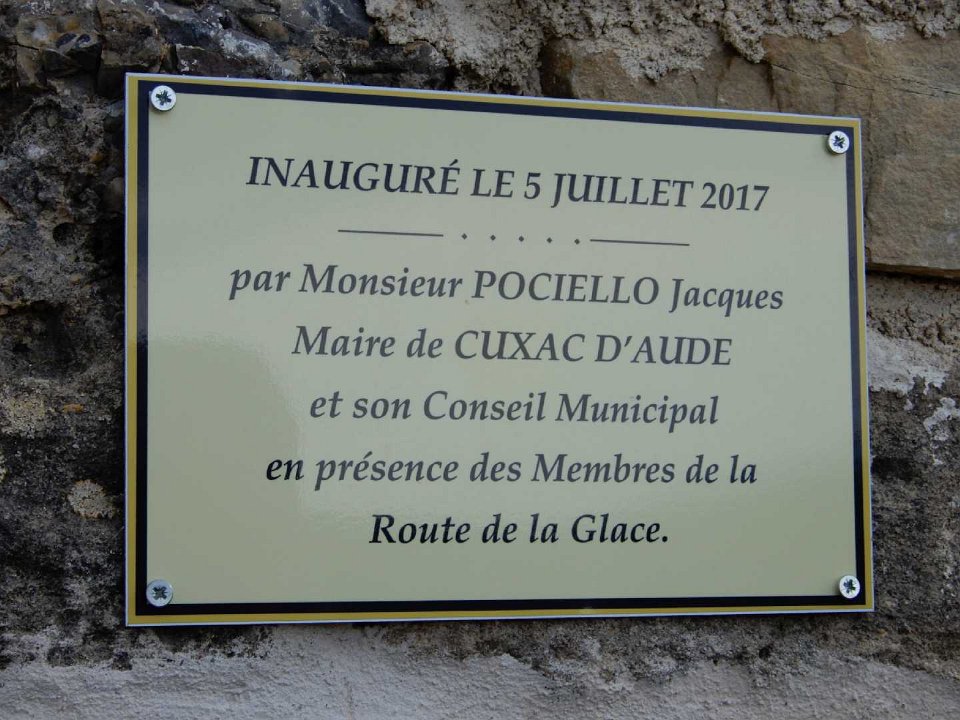 INAUGURÉ LE 5 JUILLET 2017
par Monsieur POCIELLO Jacques
Maire de CUXAC D'AUDE
et son Conseil Municipal
en présence des Membres de la
Route de la Glace.